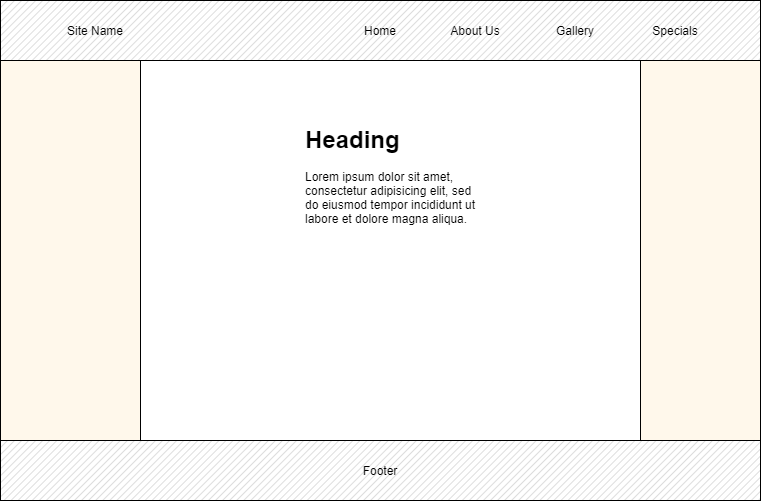 Site Name
Home
About Us
Gallery
Specials
Heading
Lorem ipsum dolor sit amet,
consectetur adipisicing elit, sed
do eiusmod tempor incididunt ut
labore et dolore magna aliqua.
Footer